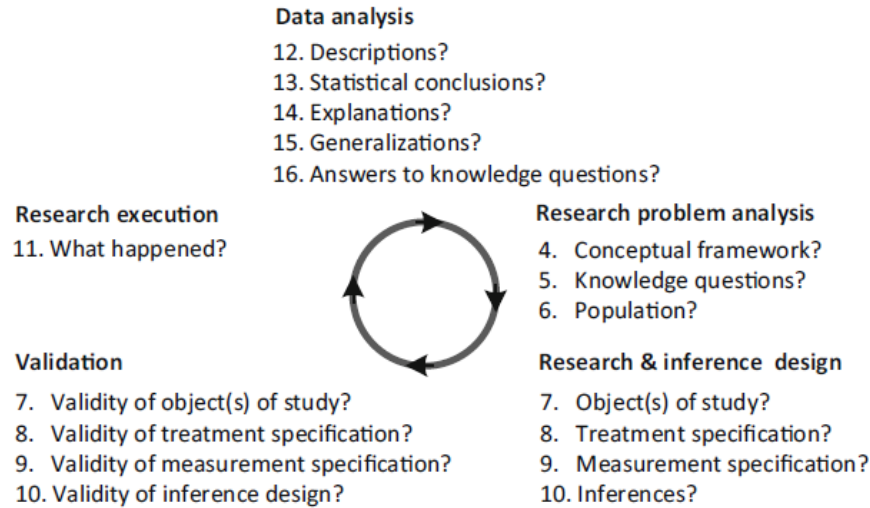 Data analysis
12. Descriptions?
13. Statistical conclusions?
14. Explanations?
15. Generalizations?
16. Answers to knowledge questions?
Research execution
11. What happened?
Research problem analysis
4. Conceptual framework?
5. Knowledge questions?
6. Population?
Validation
7. Validity of object(s) of study?
8. Validity of treatment specification?
9. Validity of measurement specification?
10. Validity of inference design?
Research & inference design
7. Object(s) of study?
8. Treatment specification?
9. Measurement specification?
10. Inferences?